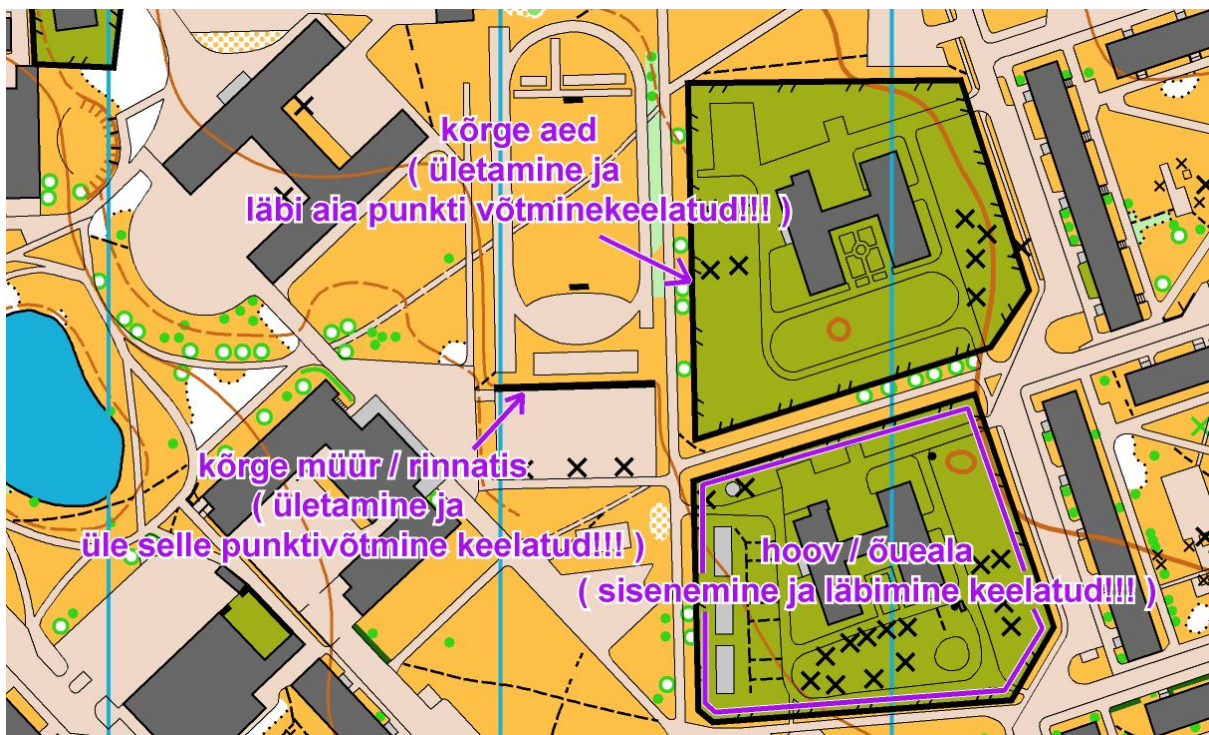 kõrge aed
( ületamine ja
läbi aia punkti võtminekeelatud!!! )
kõrge müür / rinnatis
( ületamine ja
üle selle punktivõtmine keelatud!!! )
hoov / õueala
( sisenemine ja läbimine keelatud!!! )